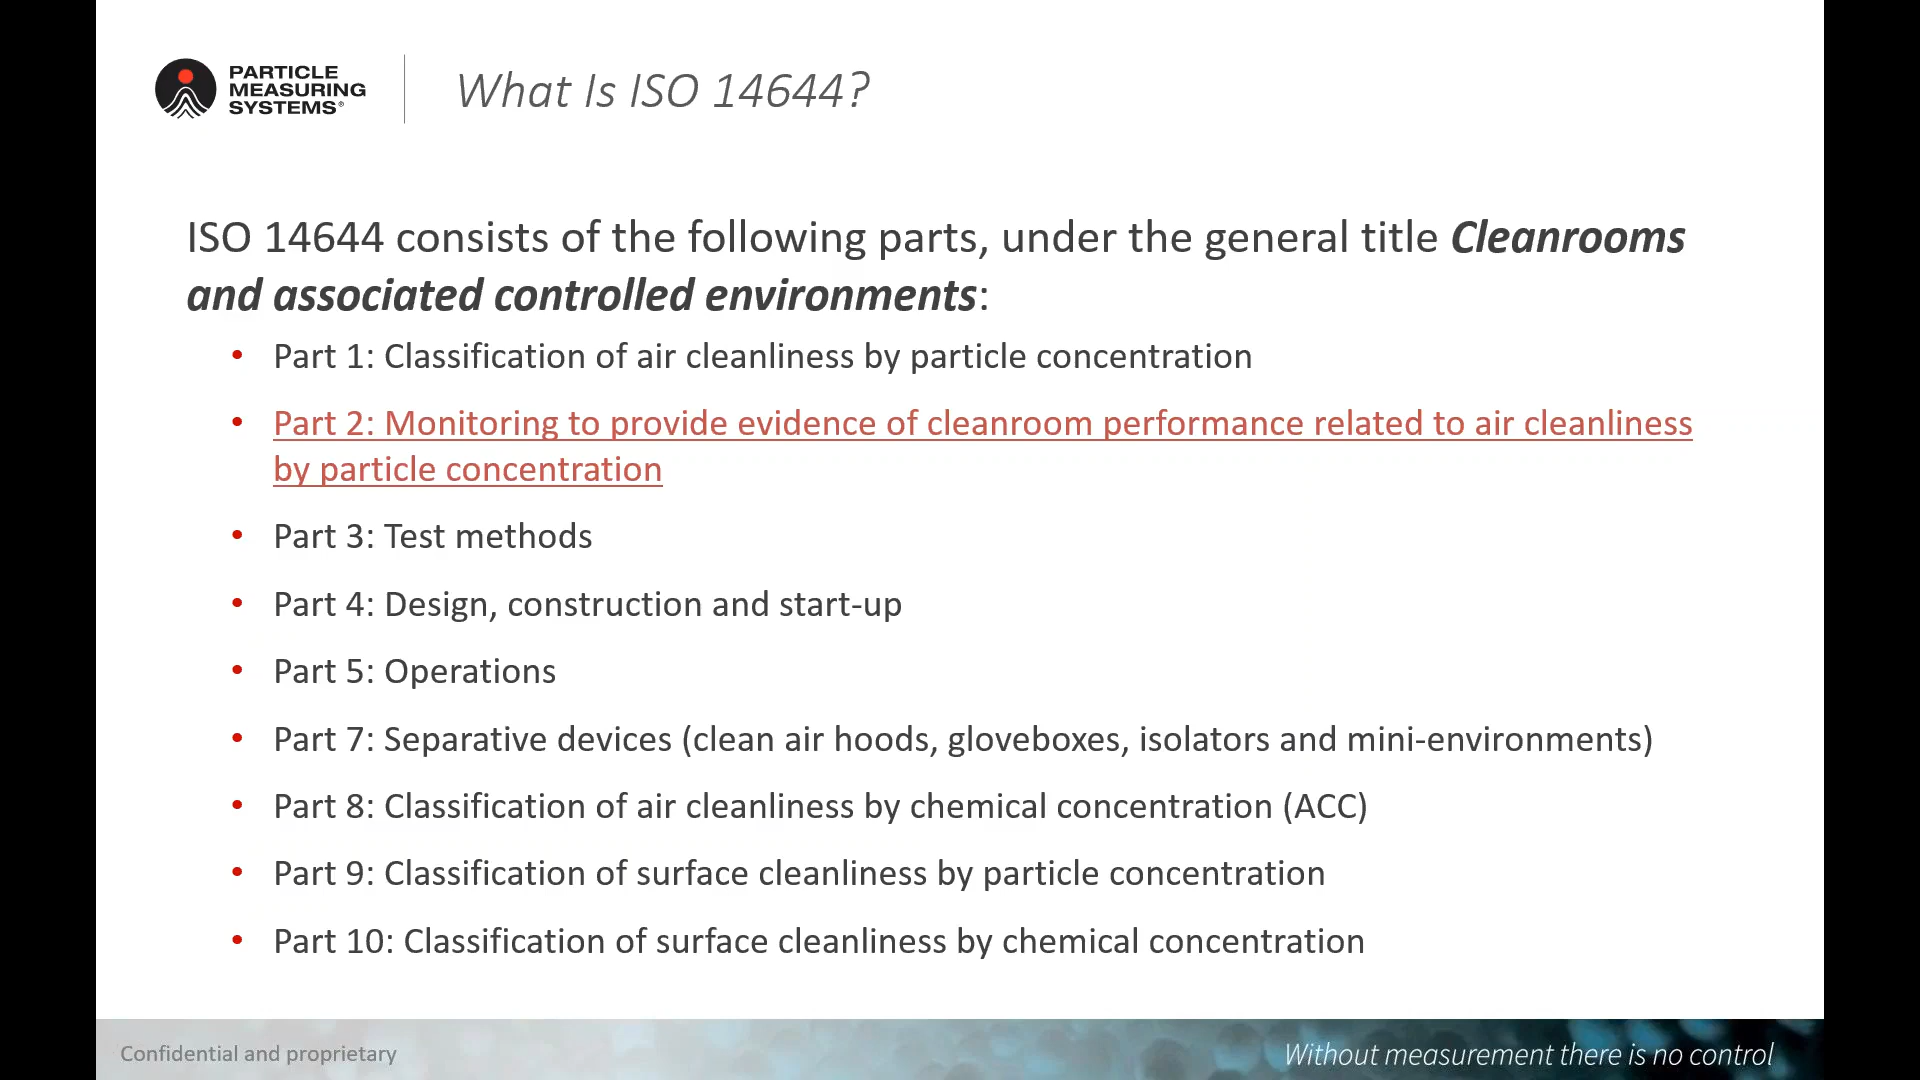 PARTICLE
MEASURING
SYSTEMS®
What Is ISO 14644?
ISO 14644 consists of the following parts, under the general title Cleanrooms
and associated controlled environments:
• Part 1: Classification of air cleanliness by particle concentration
• Part 2: Monitoring to provide evidence of cleanroom performance related to air cleanliness
by particle concentration
• Part 3: Test methods
• Part 4: Design, construction and start-up
• Part 5: Operations
• Part 7: Separative devices (clean air hoods, gloveboxes, isolators and mini-environments)
• Part 8: Classification of air cleanliness by chemical concentration (ACC)
• Part 9: Classification of surface cleanliness by particle concentration
• Part 10: Classification of surface cleanliness by chemical concentration
Confidential and proprietary
Without measurement there is no control